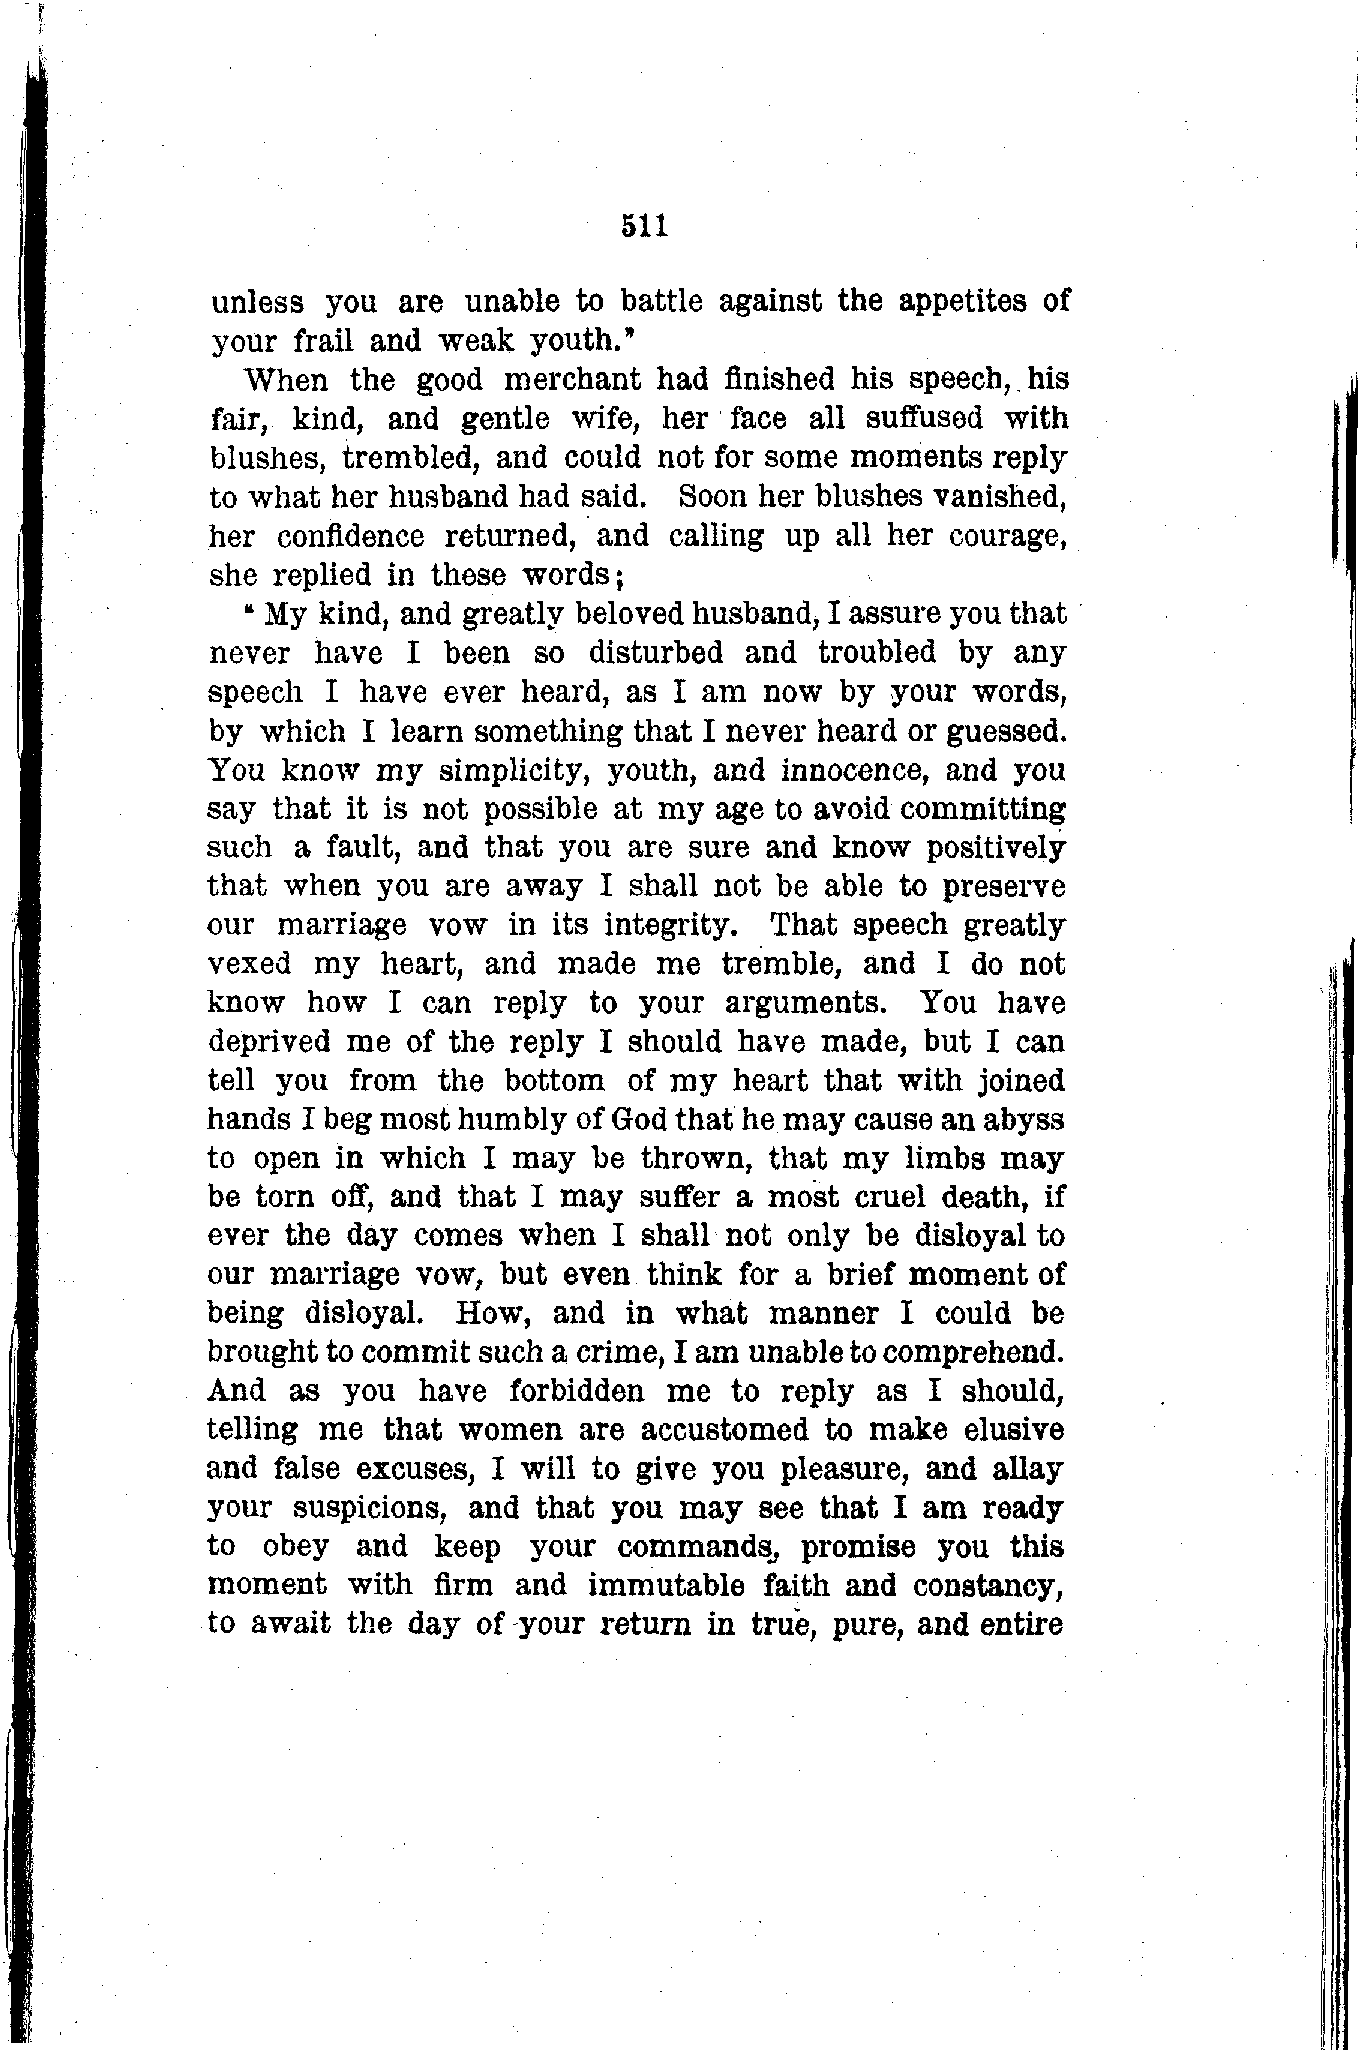 511
unless you are unable to battle against the appetites of
your frail and weak youth."
When the good merchant had finished his speech, his
fair, kind, and gentle wife, her face all suffused with
blushes, trembled, and could not for some moments reply
to what her husband had said. Soon her blushes vanished,
her confidence returned, and calling up all her courage,
she replied in these words;
" My kind, and greatly beloved husband, I assure you that
never have I been so disturbed and troubled by any
speech I have ever heard, as I am now by your words,
by which I learn something that I never heard or guessed.
You know my simplicity, youth, and innocence, and you
say that it is not possible at my age to avoid committing
such a fault, and that you are sure and know positively
that when you are away I shall not be able to preserve
our marriage vow in its integrity. That speech greatly
vexed my heart, and made me tremble, and I do not
know how I can reply to your arguments. You have
deprived me of the reply I should have made, but I can
tell you from the bottom of my heart that with joined
hands I beg most humbly of God that he may cause an abyss
to open in which I may be thrown, that my limbs may
be torn off, and that I may suffer a most cruel death, if
ever the day comes when I shall not only be disloyal to
our marriage vow, but even think for a brief moment of
being disloyal. How, and in what manner I could be
brought to commit such a crime, I am unable to comprehend.
And as you have forbidden me to reply as I should,
telling me that women are accustomed to make elusive
and false excuses, I will to give you pleasure, and allay
your suspicions, and that you may see that I am ready
to obey and keep your commands, promise you this
moment with firm and immutable faith and constancy,
to await the day of your return in true, pure, and entire